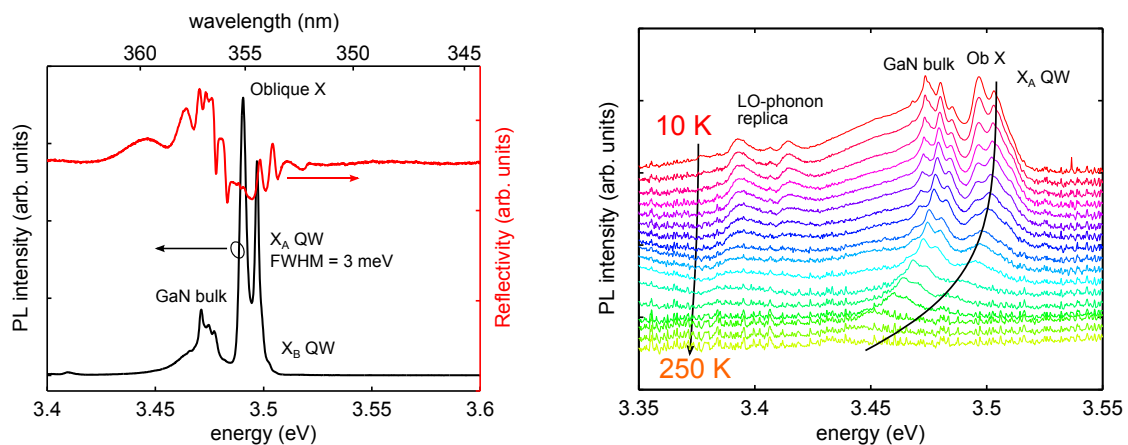 wavelength (nm)
360 355 350 345
Oblique X
X_A QW
FWHM = 3 meV
GaN bulk
X_B QW
PL intensity (arb. units)
Reflectivity (arb. units)
3.4 3.45 3.5 3.55 3.6
energy (eV)
Ob X
GaN bulk
X_A QW
LO-phonon
replica
10 K
250 K
PL intensity (arb. units)
3.35 3.4 3.45 3.5 3.55
energy (eV)